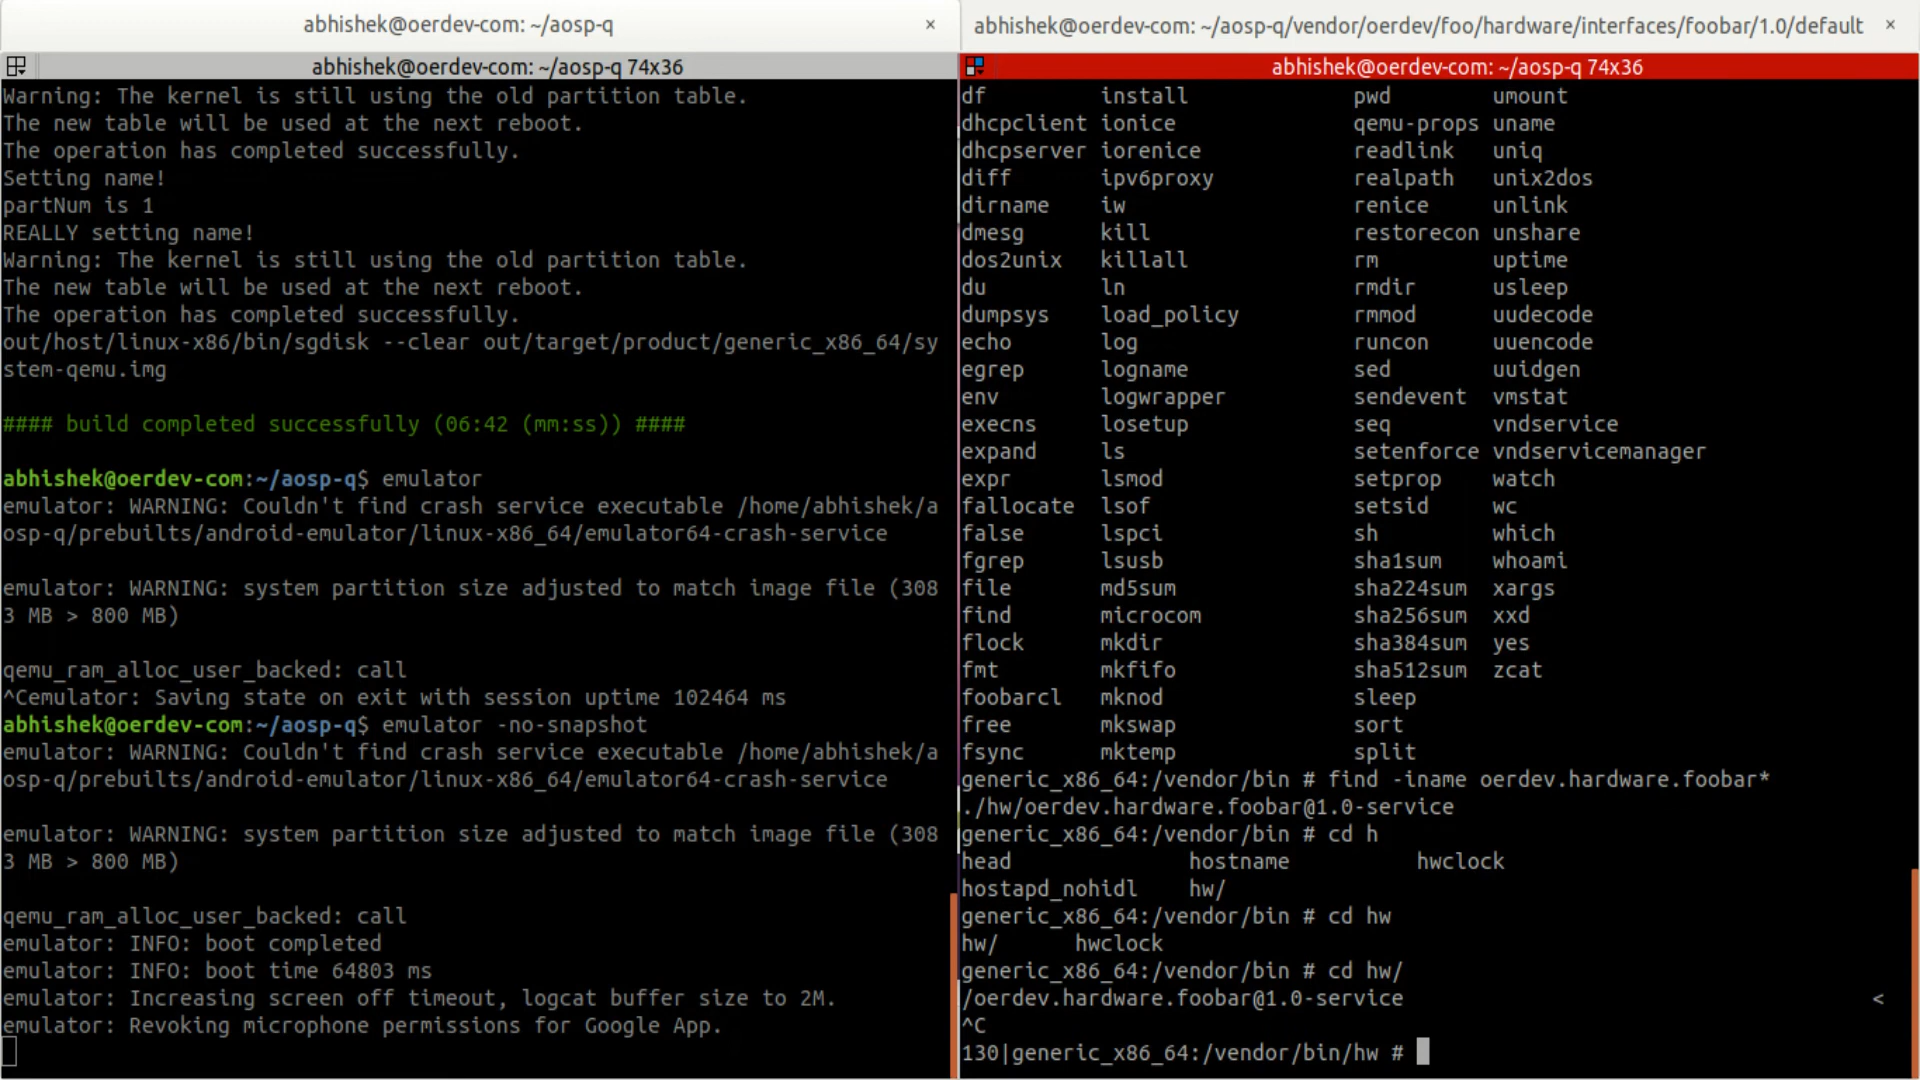 abhishek@oerdev-com: ~/aosp-q ×
abhishek@oerdev-com: ~/aosp-q 74x36
Warning: The kernel is still using the old partition table.
The new table will be used at the next reboot.
The operation has completed successfully.
Setting name!
partNum is 1
REALLY setting name!
Warning: The kernel is still using the old partition table.
The new table will be used at the next reboot.
The operation has completed successfully.
out/host/linux-x86/bin/sgdisk --clear out/target/product/generic_x86_64/sy
stem-qemu.img
#### build completed successfully (06:42 (mm:ss)) ####
abhishek@oerdev-com:~/aosp-q$ emulator
emulator: WARNING: Couldn't find crash service executable /home/abhishek/a
osp-q/prebuilts/android-emulator/linux-x86_64/emulator64-crash-service
emulator: WARNING: system partition size adjusted to match image file (308
3 MB > 800 MB)
qemu_ram_alloc_user_backed: call
^Cemulator: Saving state on exit with session uptime 102464 ms
abhishek@oerdev-com:~/aosp-q$ emulator -no-snapshot
emulator: WARNING: Couldn't find crash service executable /home/abhishek/a
osp-q/prebuilts/android-emulator/linux-x86_64/emulator64-crash-service
emulator: WARNING: system partition size adjusted to match image file (308
3 MB > 800 MB)
qemu_ram_alloc_user_backed: call
emulator: INFO: boot completed
emulator: INFO: boot time 64803 ms
emulator: Increasing screen off timeout, logcat buffer size to 2M.
emulator: Revoking microphone permissions for Google App.
abhishek@oerdev-com: ~/aosp-q/vendor/oerdev/foo/hardware/interfaces/foobar/1.0/default ×
abhishek@oerdev-com: ~/aosp-q 74x36
df install pwd umount
dhcpclient ionice qemu-props uname
dhcpserver iorenice readlink uniq
diff ipv6proxy realpath unix2dos
dirname iw renice unlink
dmesg kill restorecon unshare
dos2unix killall rm uptime
du ln rmdir usleep
dumpsys load_policy rmmod uudecode
echo log runcon uuencode
egrep logname sed uuidgen
env logwrapper sendevent vmstat
execns losetup seq vndservice
expand ls setenforce vndservicemanager
expr lsmod setprop watch
fallocate lsof setsid wc
false lspci sh which
fgrep lsusb sha1sum whoami
file md5sum sha224sum xargs
find microcom sha256sum xxd
flock mkdir sha384sum yes
fmt mkfifo sha512sum zcat
foobarcl mknod sleep
free mkswap sort
fsync mktemp split
generic_x86_64:/vendor/bin # find -iname oerdev.hardware.foobar*
./hw/oerdev.hardware.foobar@1.0-service
generic_x86_64:/vendor/bin # cd h
head hostname hwclock
hostapd_nohidl hw/
generic_x86_64:/vendor/bin # cd hw
hw/ hwclock
generic_x86_64:/vendor/bin # cd hw/
/oerdev.hardware.foobar@1.0-service <
^C
130|generic_x86_64:/vendor/bin/hw #